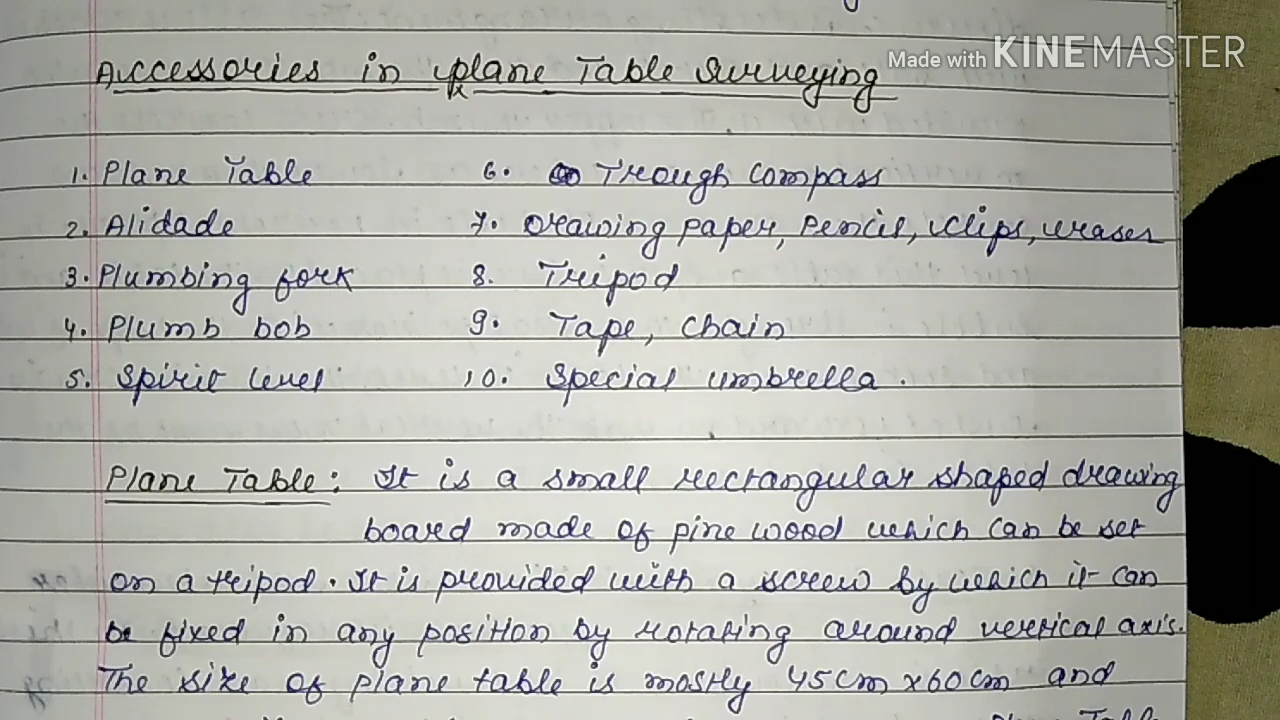 Made with KINEMASTER
Accessories in plane Table Surveying
1. Plane Table
2. Alidade
3. Plumbing fork
4. Plumb bob
5. Spirit level
6. Trough Compass
7. Drawing paper, Pencil, Clips, eraser
8. Tripod
9. Tape, Chain
10. Special umbrella.
Plane Table: It is a small rectangular shaped drawing
board made of pine wood which can be set
on a tripod. It is provided with a screw by which it can
be fixed in any position by rotating around vertical axis.
The size of plane table is mostly 45cm x 60cm and
Plane Table